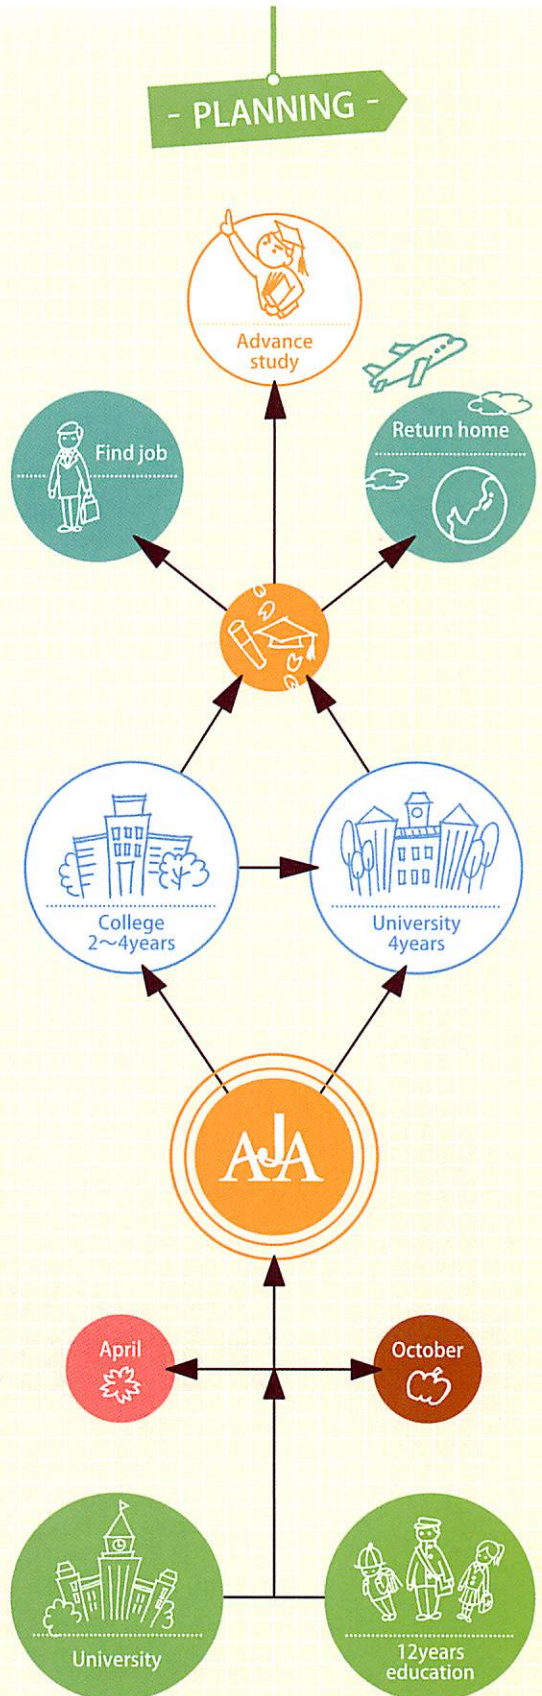 - PLANNING -
Advance
study
Find job
Return home
College
2～4years
University
4years
AJA
April
October
University
12years
education